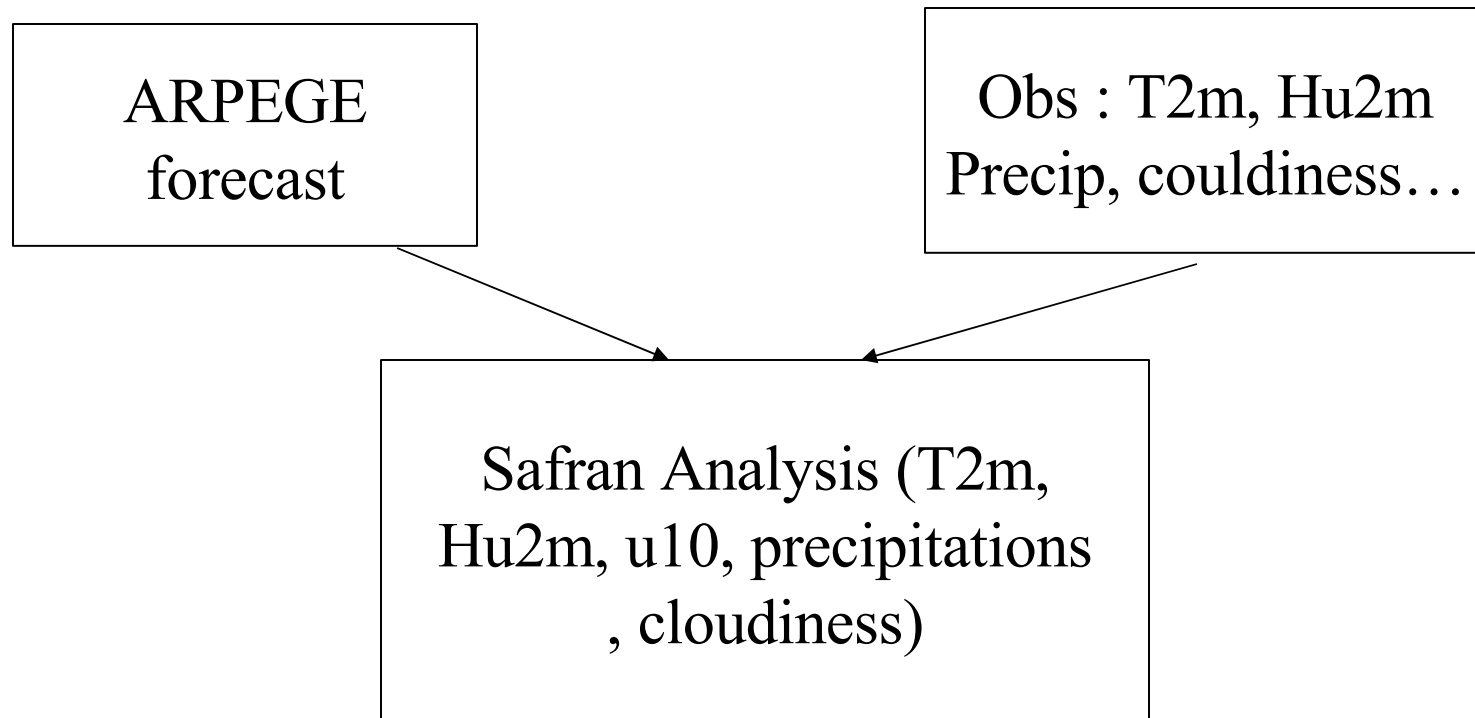 ARPEGE
forecast
Obs : T2m, Hu2m
Precip, couldiness…
Safran Analysis (T2m,
Hu2m, u10, precipitations
, cloudiness)